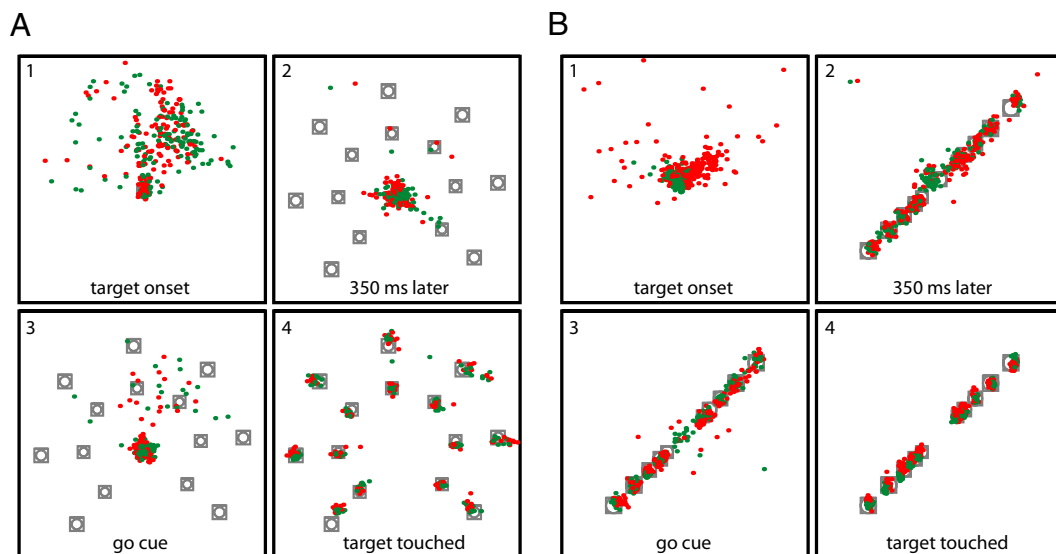 A
B
1
target onset
2
350 ms later
1
target onset
2
350 ms later
3
go cue
4
target touched
3
go cue
4
target touched